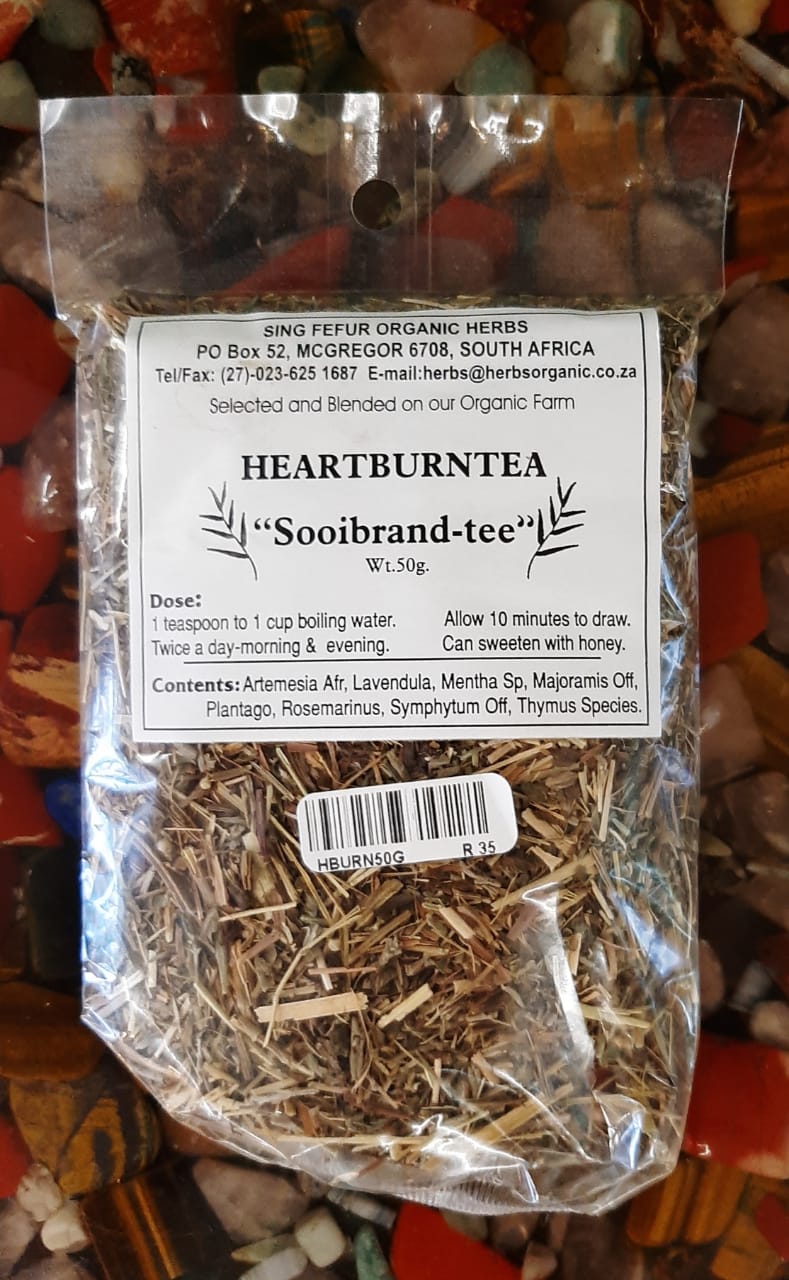 SING FEFUR ORGANIC HERBS
PO Box 52, MCGREGOR 6708, SOUTH AFRICA
Tel/Fax: (27)-023-625 1687 E-mail:herbs@herbsorganic.co.za
Selected and Blended on our Organic Farm
HEARTBURNTEA
“Sooibrand-tee”
Wt.50g.
Dose:
1 teaspoon to 1 cup boiling water. Allow 10 minutes to draw.
Twice a day-morning & evening. Can sweeten with honey.
Contents: Artemesia Afr, Lavendula, Mentha Sp, Majoramis Off,
Plantago, Rosemarinus, Symphytum Off, Thymus Species.
HBURN50G R 35